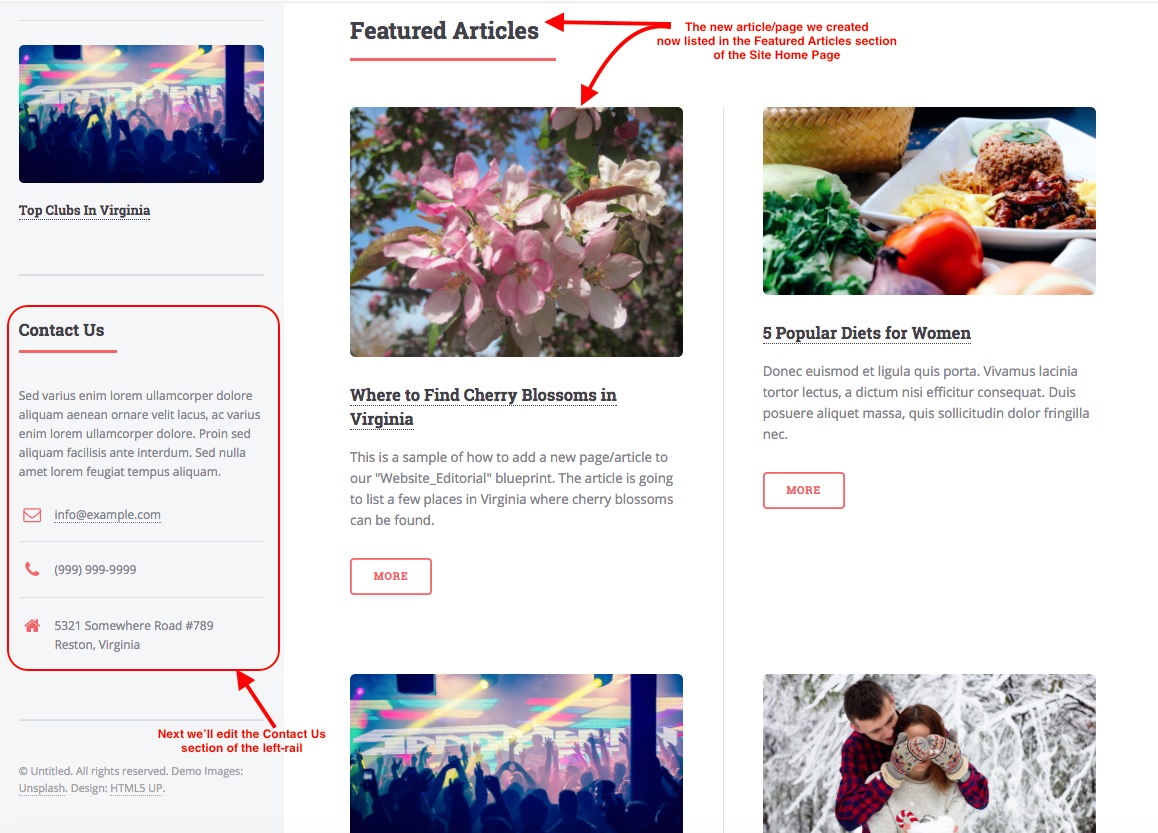 Top Clubs In Virginia
Contact Us
Sed varius enim lorem ullamcorper dolore
aliquam aenean ornare velit lacus, ac varius
enim lorem ullamcorper dolore. Proin sed
aliquam facilisis ante interdum. Sed nulla
amet lorem feugiat tempus aliquam.
info@example.com
(999) 999-9999
5321 Somewhere Road #789
Reston, Virginia
Next we'll edit the Contact Us
section of the left-rail
© Untitled. All rights reserved. Demo Images:
Unsplash. Design: HTML5 UP.
Featured Articles
The new article/page we created
now listed in the Featured Articles section
of the Site Home Page
Where to Find Cherry Blossoms in
Virginia
This is a sample of how to add a new page/article to
our "Website_Editorial" blueprint. The article is going
to list a few places in Virginia where cherry blossoms
can be found.
MORE
5 Popular Diets for Women
Donec euismod et ligula quis porta. Vivamus lacinia
tortor lectus, a dictum nisi efficitur consequat. Duis
posuere aliquet massa, quis sollicitudin dolor fringilla
nec.
MORE